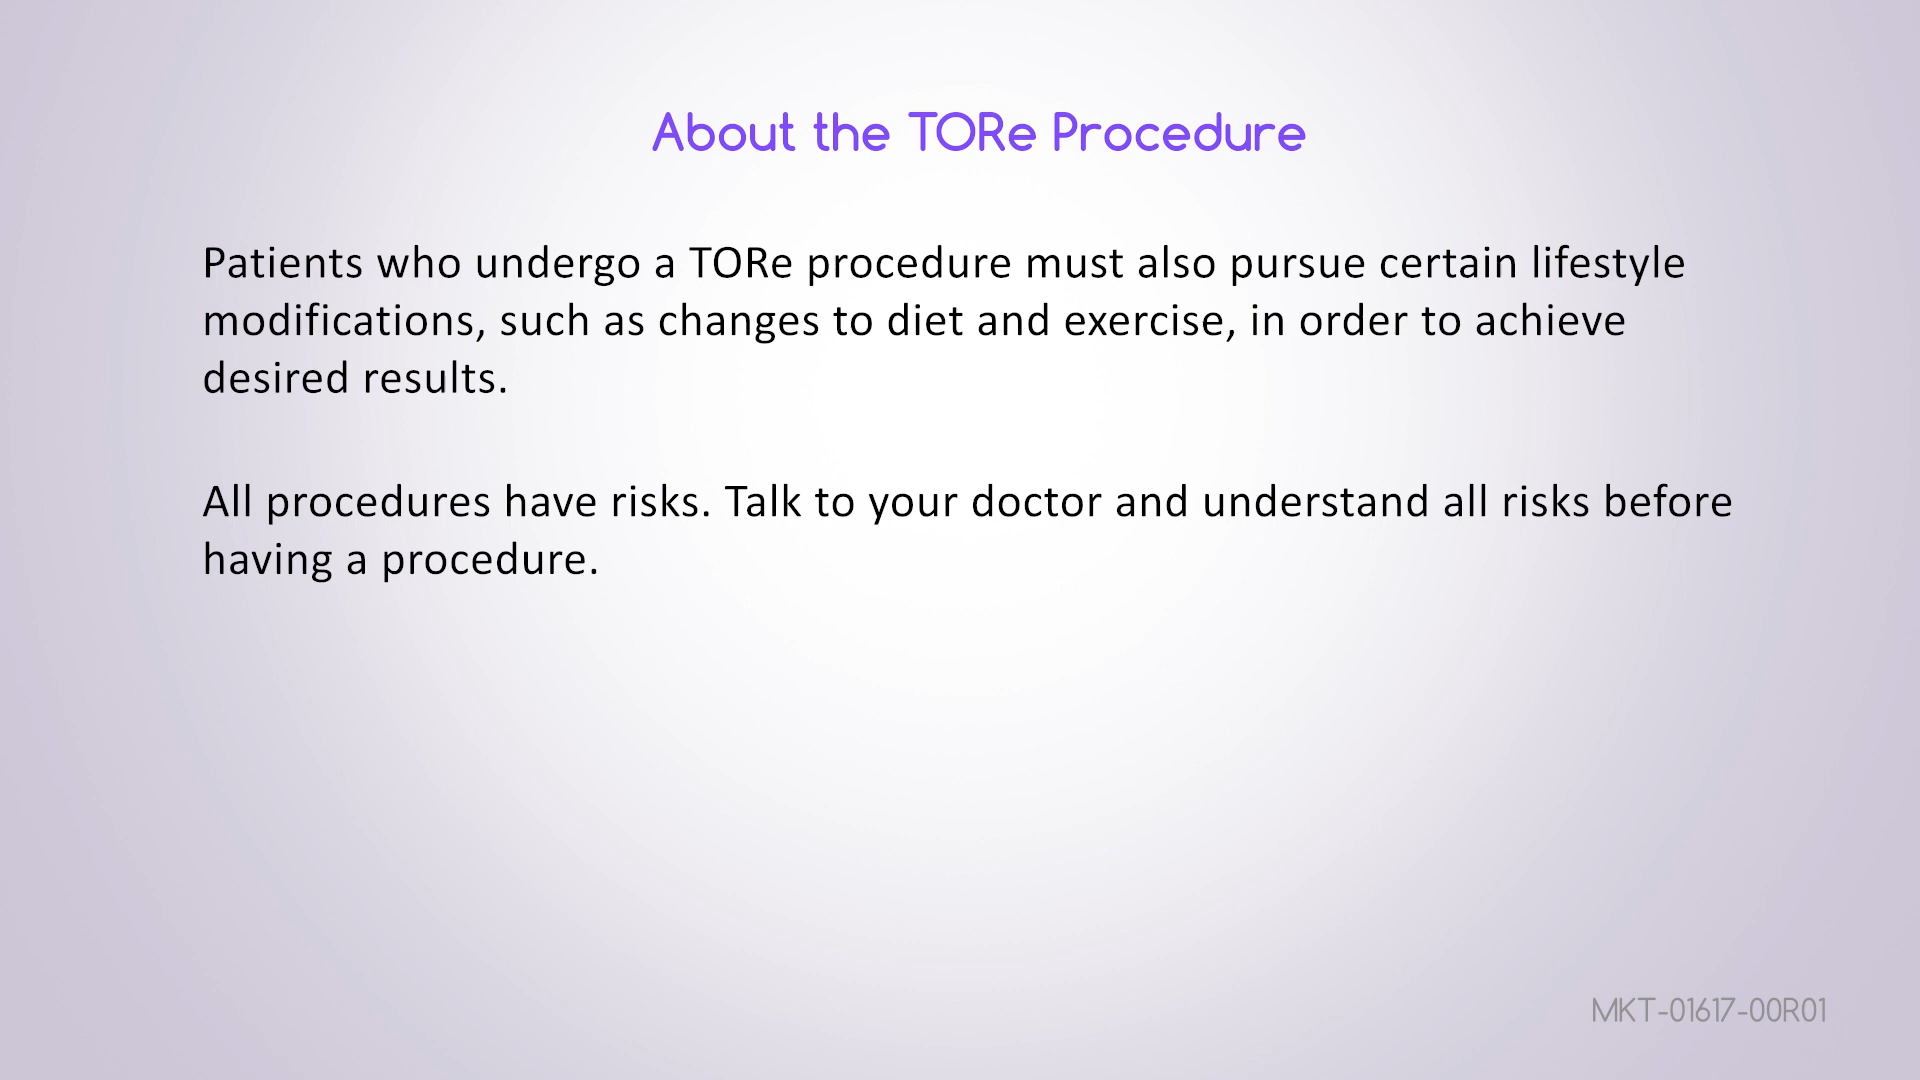 About the TORe Procedure
Patients who undergo a TORe procedure must also pursue certain lifestyle
modifications, such as changes to diet and exercise, in order to achieve
desired results.
All procedures have risks. Talk to your doctor and understand all risks before
having a procedure.
MKT-01617-00R01